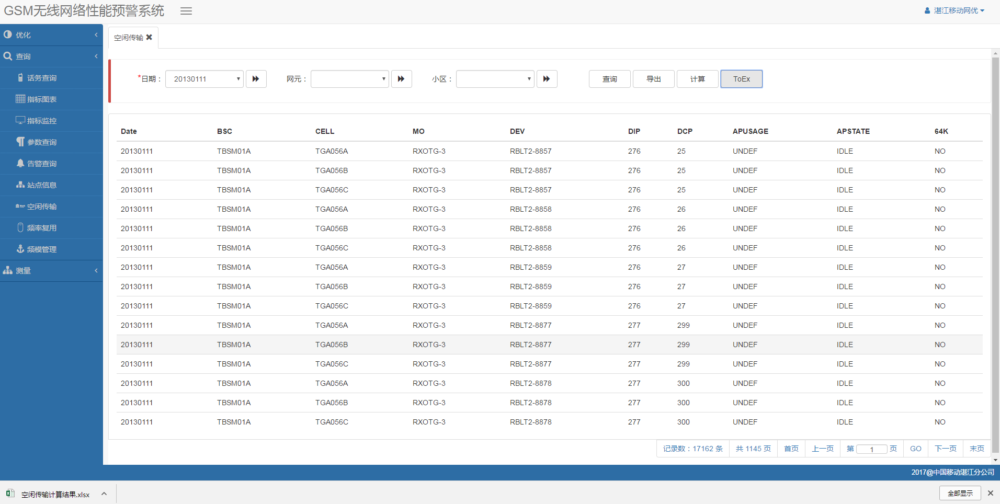 GSM无线网络性能预警系统
湛江移动网优
优化
查询
话务查询
指标图表
指标监控
参数查询
告警查询
站点信息
空闲传输
频率复用
频模管理
测量
空闲传输
*日期： 20130111 网元： 小区： 查询 导出 计算 ToEx
Date BSC CELL MO DEV DIP DCP APUSAGE APSTATE 64K
20130111 TBSM01A TGA056A RXOTG-3 RBLT2-8857 276 25 UNDEF IDLE NO
20130111 TBSM01A TGA056B RXOTG-3 RBLT2-8857 276 25 UNDEF IDLE NO
20130111 TBSM01A TGA056C RXOTG-3 RBLT2-8857 276 25 UNDEF IDLE NO
20130111 TBSM01A TGA056A RXOTG-3 RBLT2-8858 276 26 UNDEF IDLE NO
20130111 TBSM01A TGA056B RXOTG-3 RBLT2-8858 276 26 UNDEF IDLE NO
20130111 TBSM01A TGA056C RXOTG-3 RBLT2-8858 276 26 UNDEF IDLE NO
20130111 TBSM01A TGA056A RXOTG-3 RBLT2-8859 276 27 UNDEF IDLE NO
20130111 TBSM01A TGA056B RXOTG-3 RBLT2-8859 276 27 UNDEF IDLE NO
20130111 TBSM01A TGA056C RXOTG-3 RBLT2-8859 276 27 UNDEF IDLE NO
20130111 TBSM01A TGA056A RXOTG-3 RBLT2-8877 277 299 UNDEF IDLE NO
20130111 TBSM01A TGA056B RXOTG-3 RBLT2-8877 277 299 UNDEF IDLE NO
20130111 TBSM01A TGA056C RXOTG-3 RBLT2-8877 277 299 UNDEF IDLE NO
20130111 TBSM01A TGA056A RXOTG-3 RBLT2-8878 277 300 UNDEF IDLE NO
20130111 TBSM01A TGA056B RXOTG-3 RBLT2-8878 277 300 UNDEF IDLE NO
20130111 TBSM01A TGA056C RXOTG-3 RBLT2-8878 277 300 UNDEF IDLE NO
记录数：17162 条 共 1145 页 首页 上一页 第 1 页 GO 下一页 末页
2017@中国移动湛江分公司
空闲传输计算结果.xlsx 全部显示